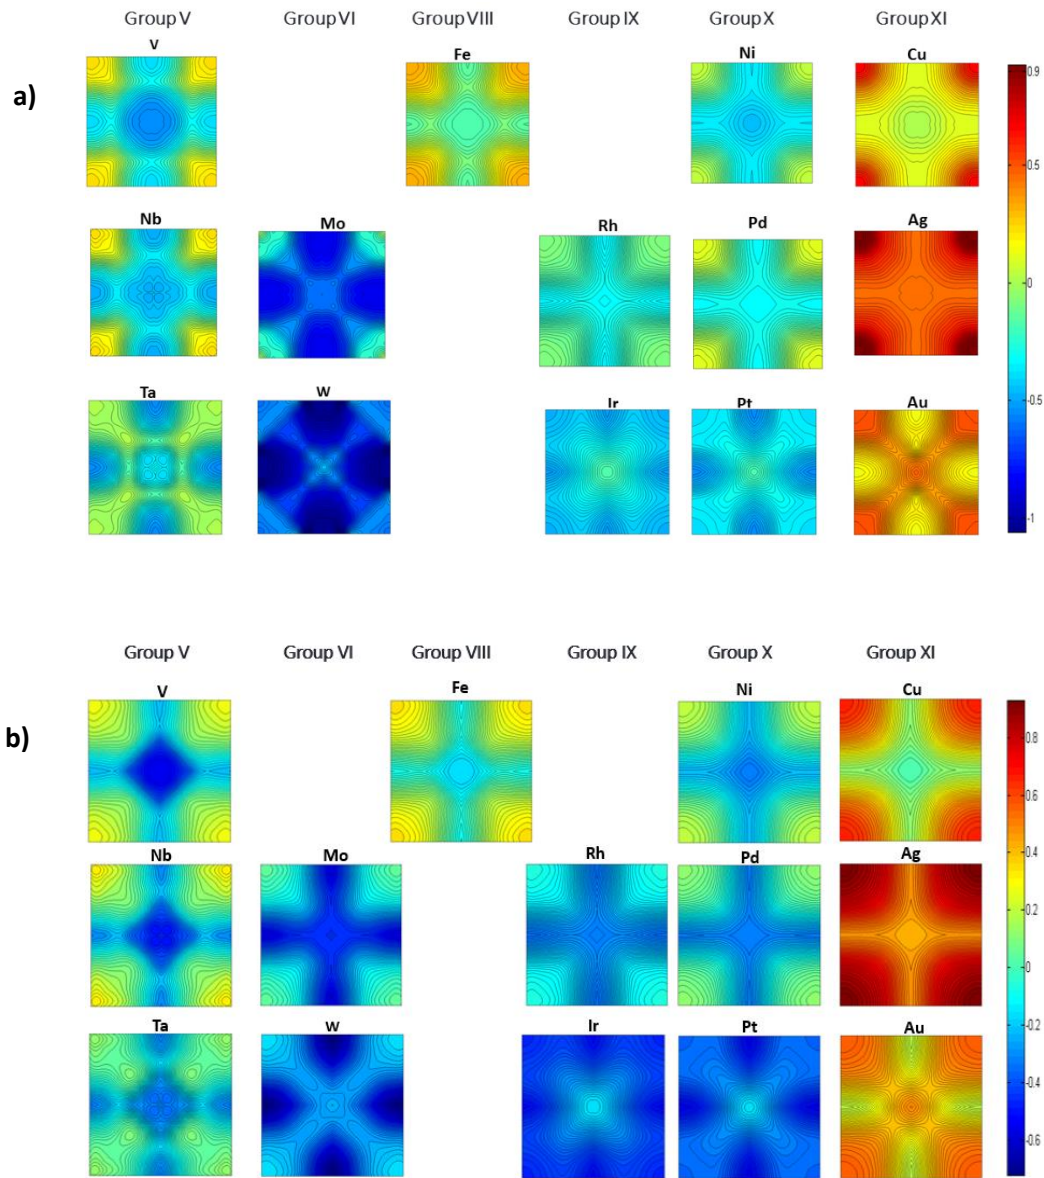 Group V Group VI Group VIII Group IX Group X Group XI
V Fe Ni Cu
a)
0.9
0.5
0
-0.5
-1
Nb Mo Rh Pd Ag
Ta W Ir Pt Au
Group V Group VI Group VIII Group IX Group X Group XI
V Fe Ni Cu
b)
0.8
0.6
0.4
0.2
0
-0.2
-0.4
-0.6
Nb Mo Rh Pd Ag
Ta W Ir Pt Au